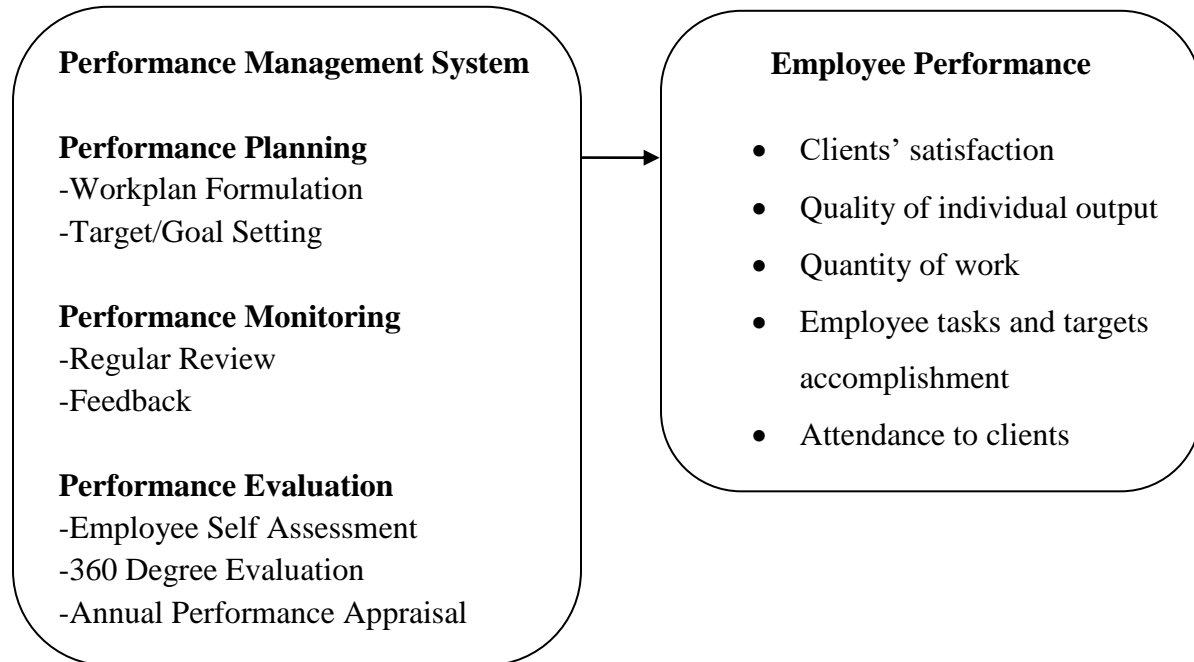 Performance Management System
Performance Planning
-Workplan Formulation
-Target/Goal Setting
Performance Monitoring
-Regular Review
-Feedback
Performance Evaluation
-Employee Self Assessment
-360 Degree Evaluation
-Annual Performance Appraisal
Employee Performance
• Clients’ satisfaction
• Quality of individual output
• Quantity of work
• Employee tasks and targets
accomplishment
• Attendance to clients